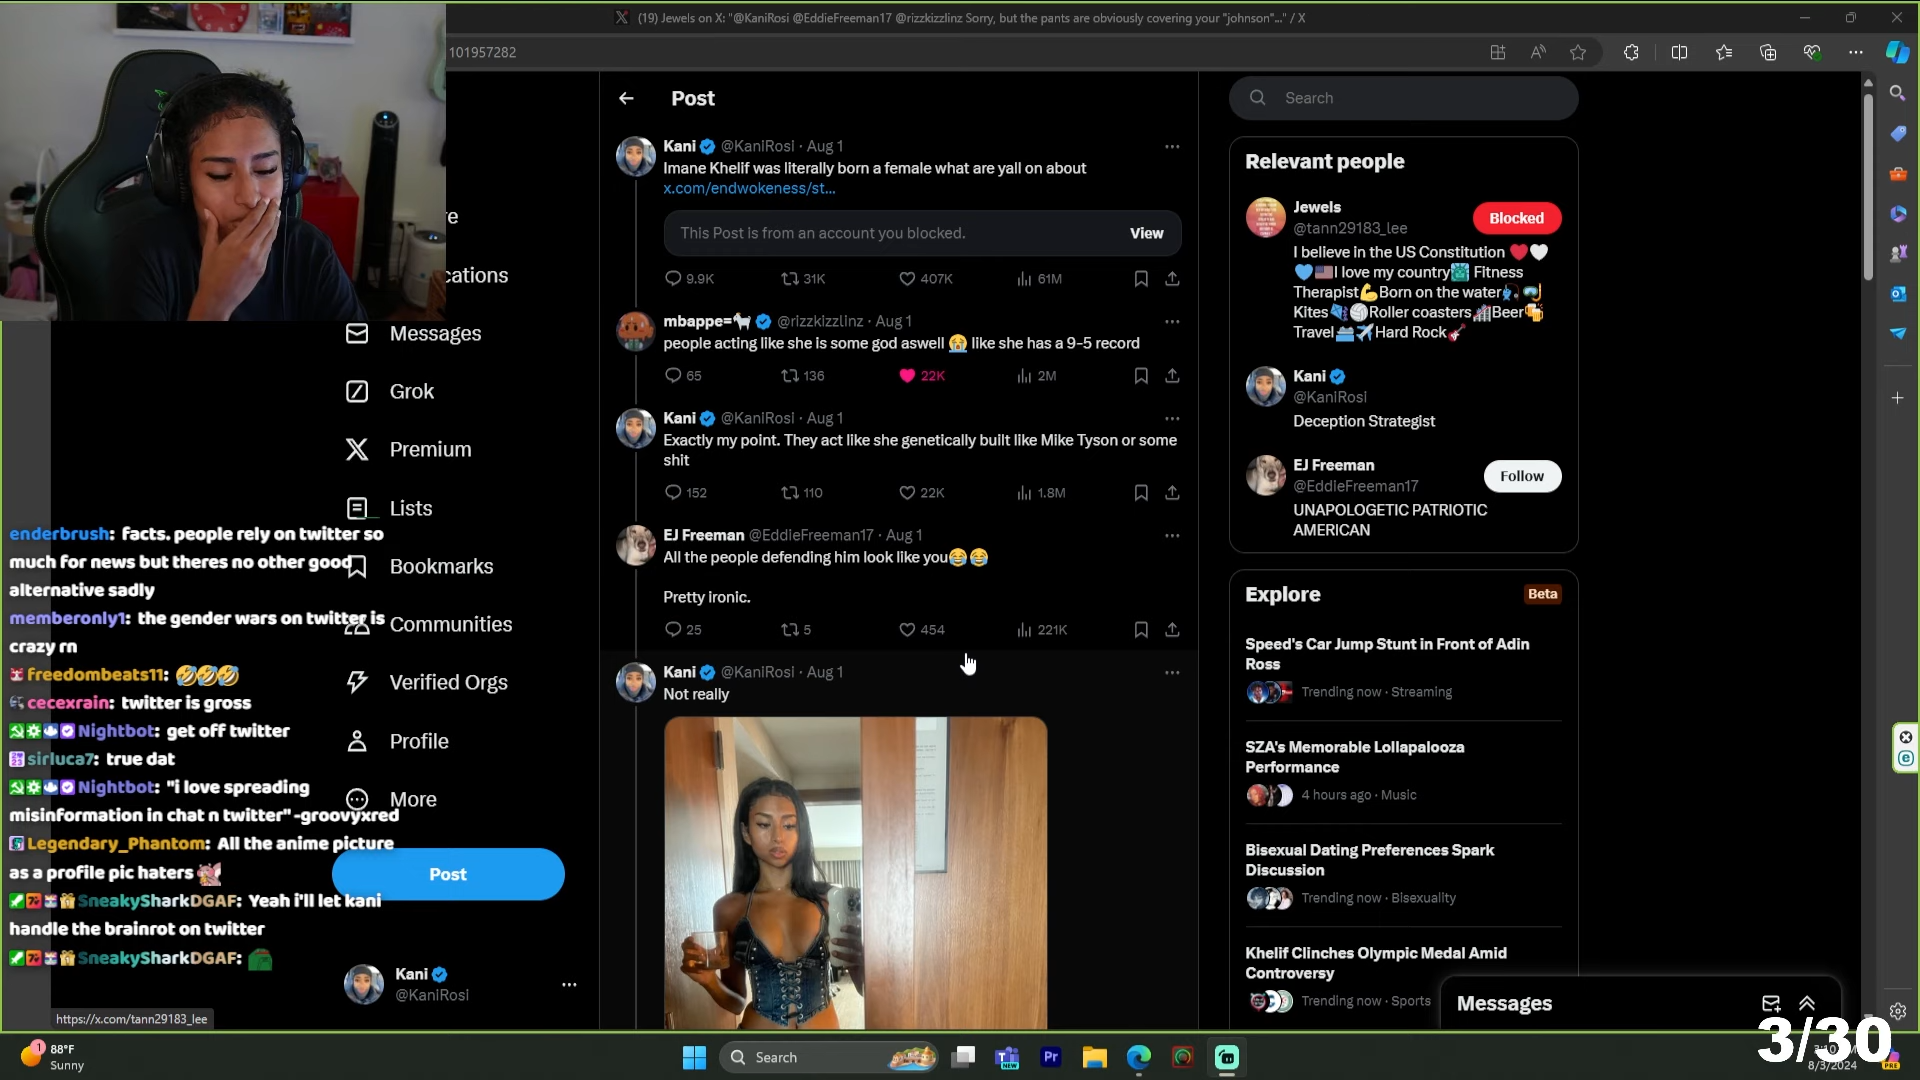 (19) Jewels on X: "@KaniRosi @EddieFreeman17 @rizzkizzlinz Sorry, but the pants are obviously covering your "johnson"..." / X
101957282
Post
Kani @KaniRosi · Aug 1
Imane Khelif was literally born a female what are yall on about
x.com/endwokeness/st...
This Post is from an account you blocked.
View
9.9K 31K 407K 61M
mbappe= @rizzkizzlinz · Aug 1
people acting like she is some god aswell 😭 like she has a 9-5 record
65 136 22K 2M
Kani @KaniRosi · Aug 1
Exactly my point. They act like she genetically built like Mike Tyson or some
shit
152 110 22K 1.8M
EJ Freeman @EddieFreeman17 · Aug 1
All the people defending him look like you😂😂
Pretty ironic.
25 5 454 221K
Kani @KaniRosi · Aug 1
Not really
re
cations
Messages
Grok
Premium
Lists
Bookmarks
Communities
Verified Orgs
Profile
More
Post
Kani
@KaniRosi
enderbrush: facts. people rely on twitter so
much for news but theres no other good
alternative sadly
memberonly1: the gender wars on twitter is
crazy rn
freedombeats11: 🤣🤣🤣
cecexrain: twitter is gross
Nightbot: get off twitter
sirluca7: true dat
Nightbot: "i love spreading
misinformation in chat n twitter" -groovyxred
Legendary_Phantom: All the anime picture
as a profile pic haters
SneakySharkDGAF: Yeah i'll let kani
handle the brainrot on twitter
SneakySharkDGAF:
https://x.com/tann29183_lee
Search
Relevant people
Jewels
@tann29183_lee
Blocked
I believe in the US Constitution ❤️🤍
💙🇺🇸I love my country🗽 Fitness
Therapist💪Born on the water🎣🤿
Kites🪁🏐Roller coasters🎢Beer🍻
Travel🛳️✈️Hard Rock🎸
Kani
@KaniRosi
Deception Strategist
EJ Freeman
@EddieFreeman17
Follow
UNAPOLOGETIC PATRIOTIC
AMERICAN
Explore
Beta
Speed's Car Jump Stunt in Front of Adin
Ross
Trending now · Streaming
SZA's Memorable Lollapalooza
Performance
4 hours ago · Music
Bisexual Dating Preferences Spark
Discussion
Trending now · Bisexuality
Khelif Clinches Olympic Medal Amid
Controversy
Trending now · Sports
Messages
3/30
1
88°F
Sunny
Search
NEW
Pr
8/3/2024
PRE